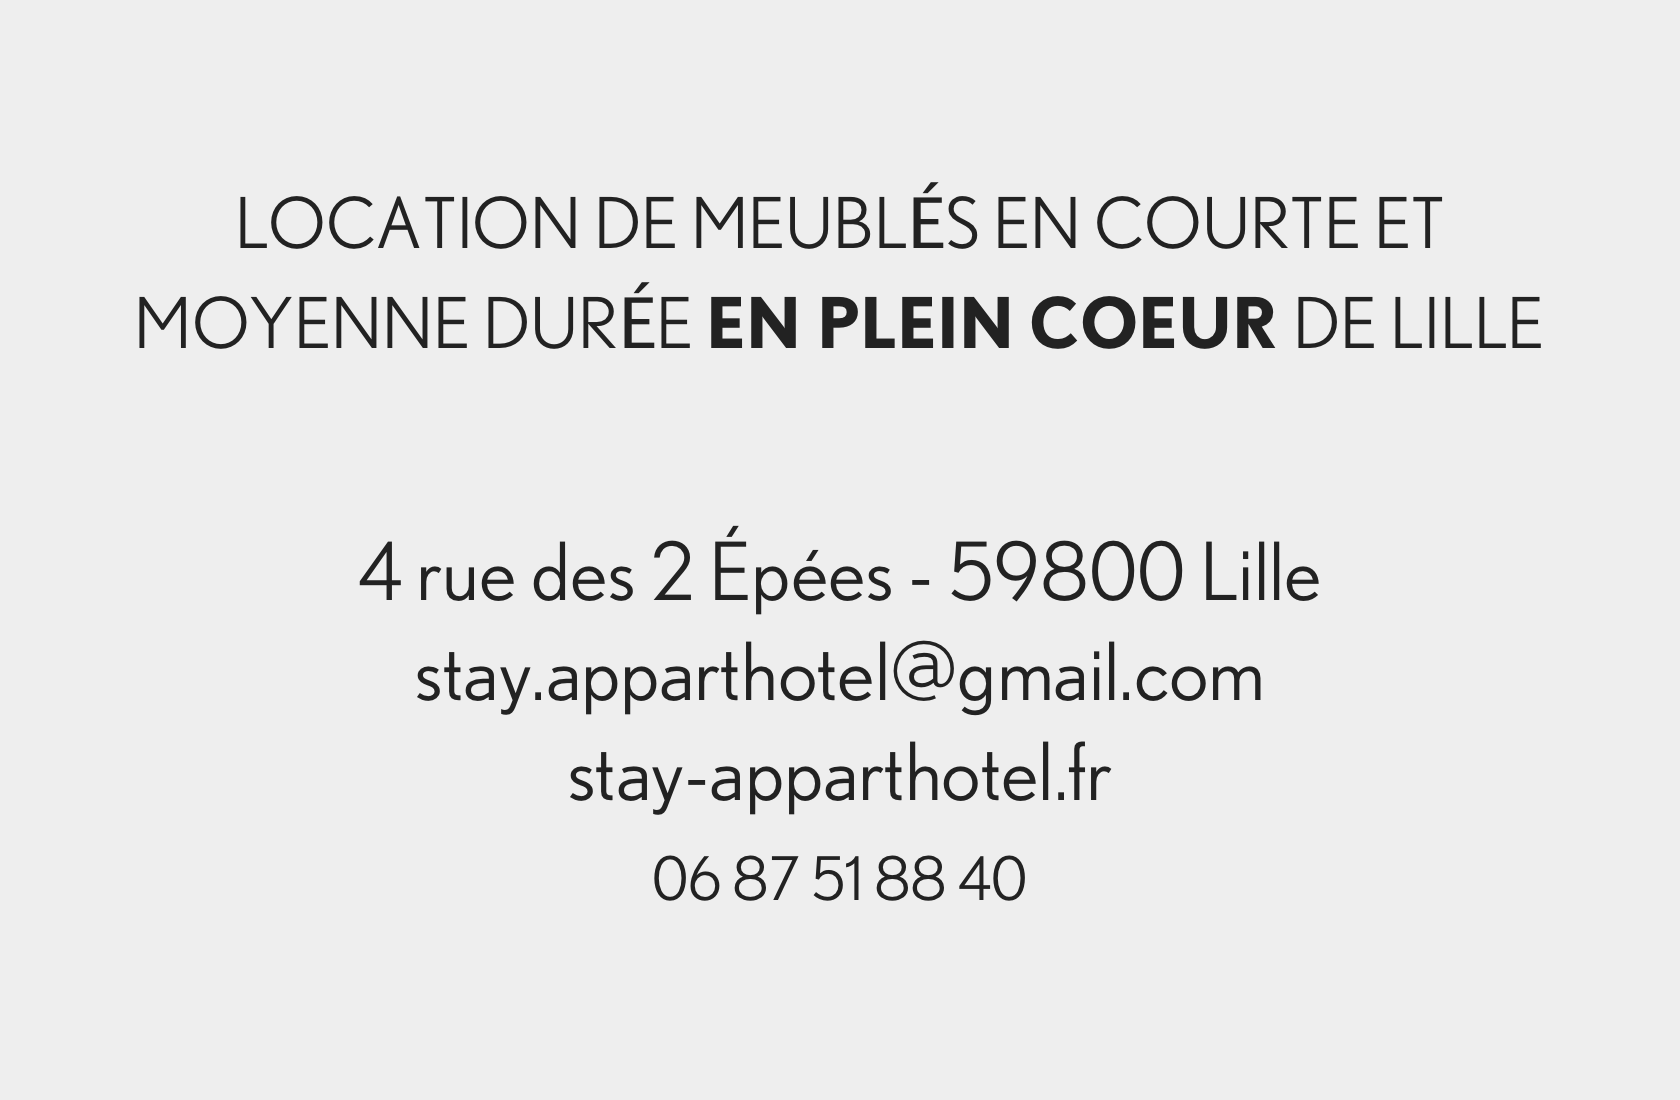 LOCATION DE MEUBLÉS EN COURTE ET
MOYENNE DURÉE EN PLEIN COEUR DE LILLE
4 rue des 2 Épées - 59800 Lille
stay.apparthotel@gmail.com
stay-apparthotel.fr
06 87 51 88 40